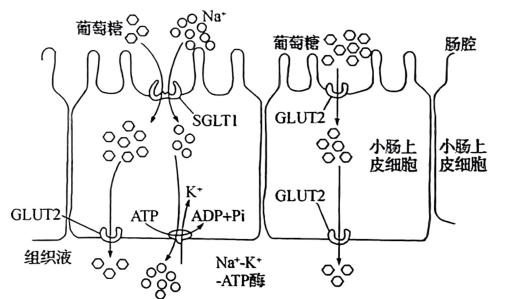 葡萄糖
Na⁺
葡萄糖
肠腔
SGLT1
GLUT2
小肠上
皮细胞
小肠上
皮细胞
K⁺
GLUT2
ATP
ADP+Pi
GLUT2
组织液
Na⁺-K⁺
-ATP酶